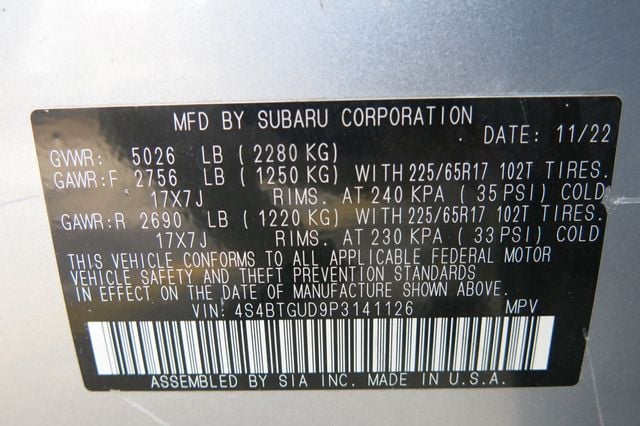 MFD BY SUBARU CORPORATION
DATE: 11/22
GVWR: 5026 LB ( 2280 KG)
GAWR:F 2756 LB ( 1250 KG) WITH 225/65R17 102T TIRES.
17X7J RIMS. AT 240 KPA ( 35 PSI) COLD
GAWR:R 2690 LB ( 1220 KG) WITH 225/65R17 102T TIRES.
17X7J RIMS. AT 230 KPA ( 33 PSI) COLD
THIS VEHICLE CONFORMS TO ALL APPLICABLE FEDERAL MOTOR
VEHICLE SAFETY AND THEFT PREVENTION STANDARDS
IN EFFECT ON THE DATE OF MANUFACTURE SHOWN ABOVE.
VIN: 4S4BTGUD9P3141126 MPV
ASSEMBLED BY SIA INC. MADE IN U.S.A.